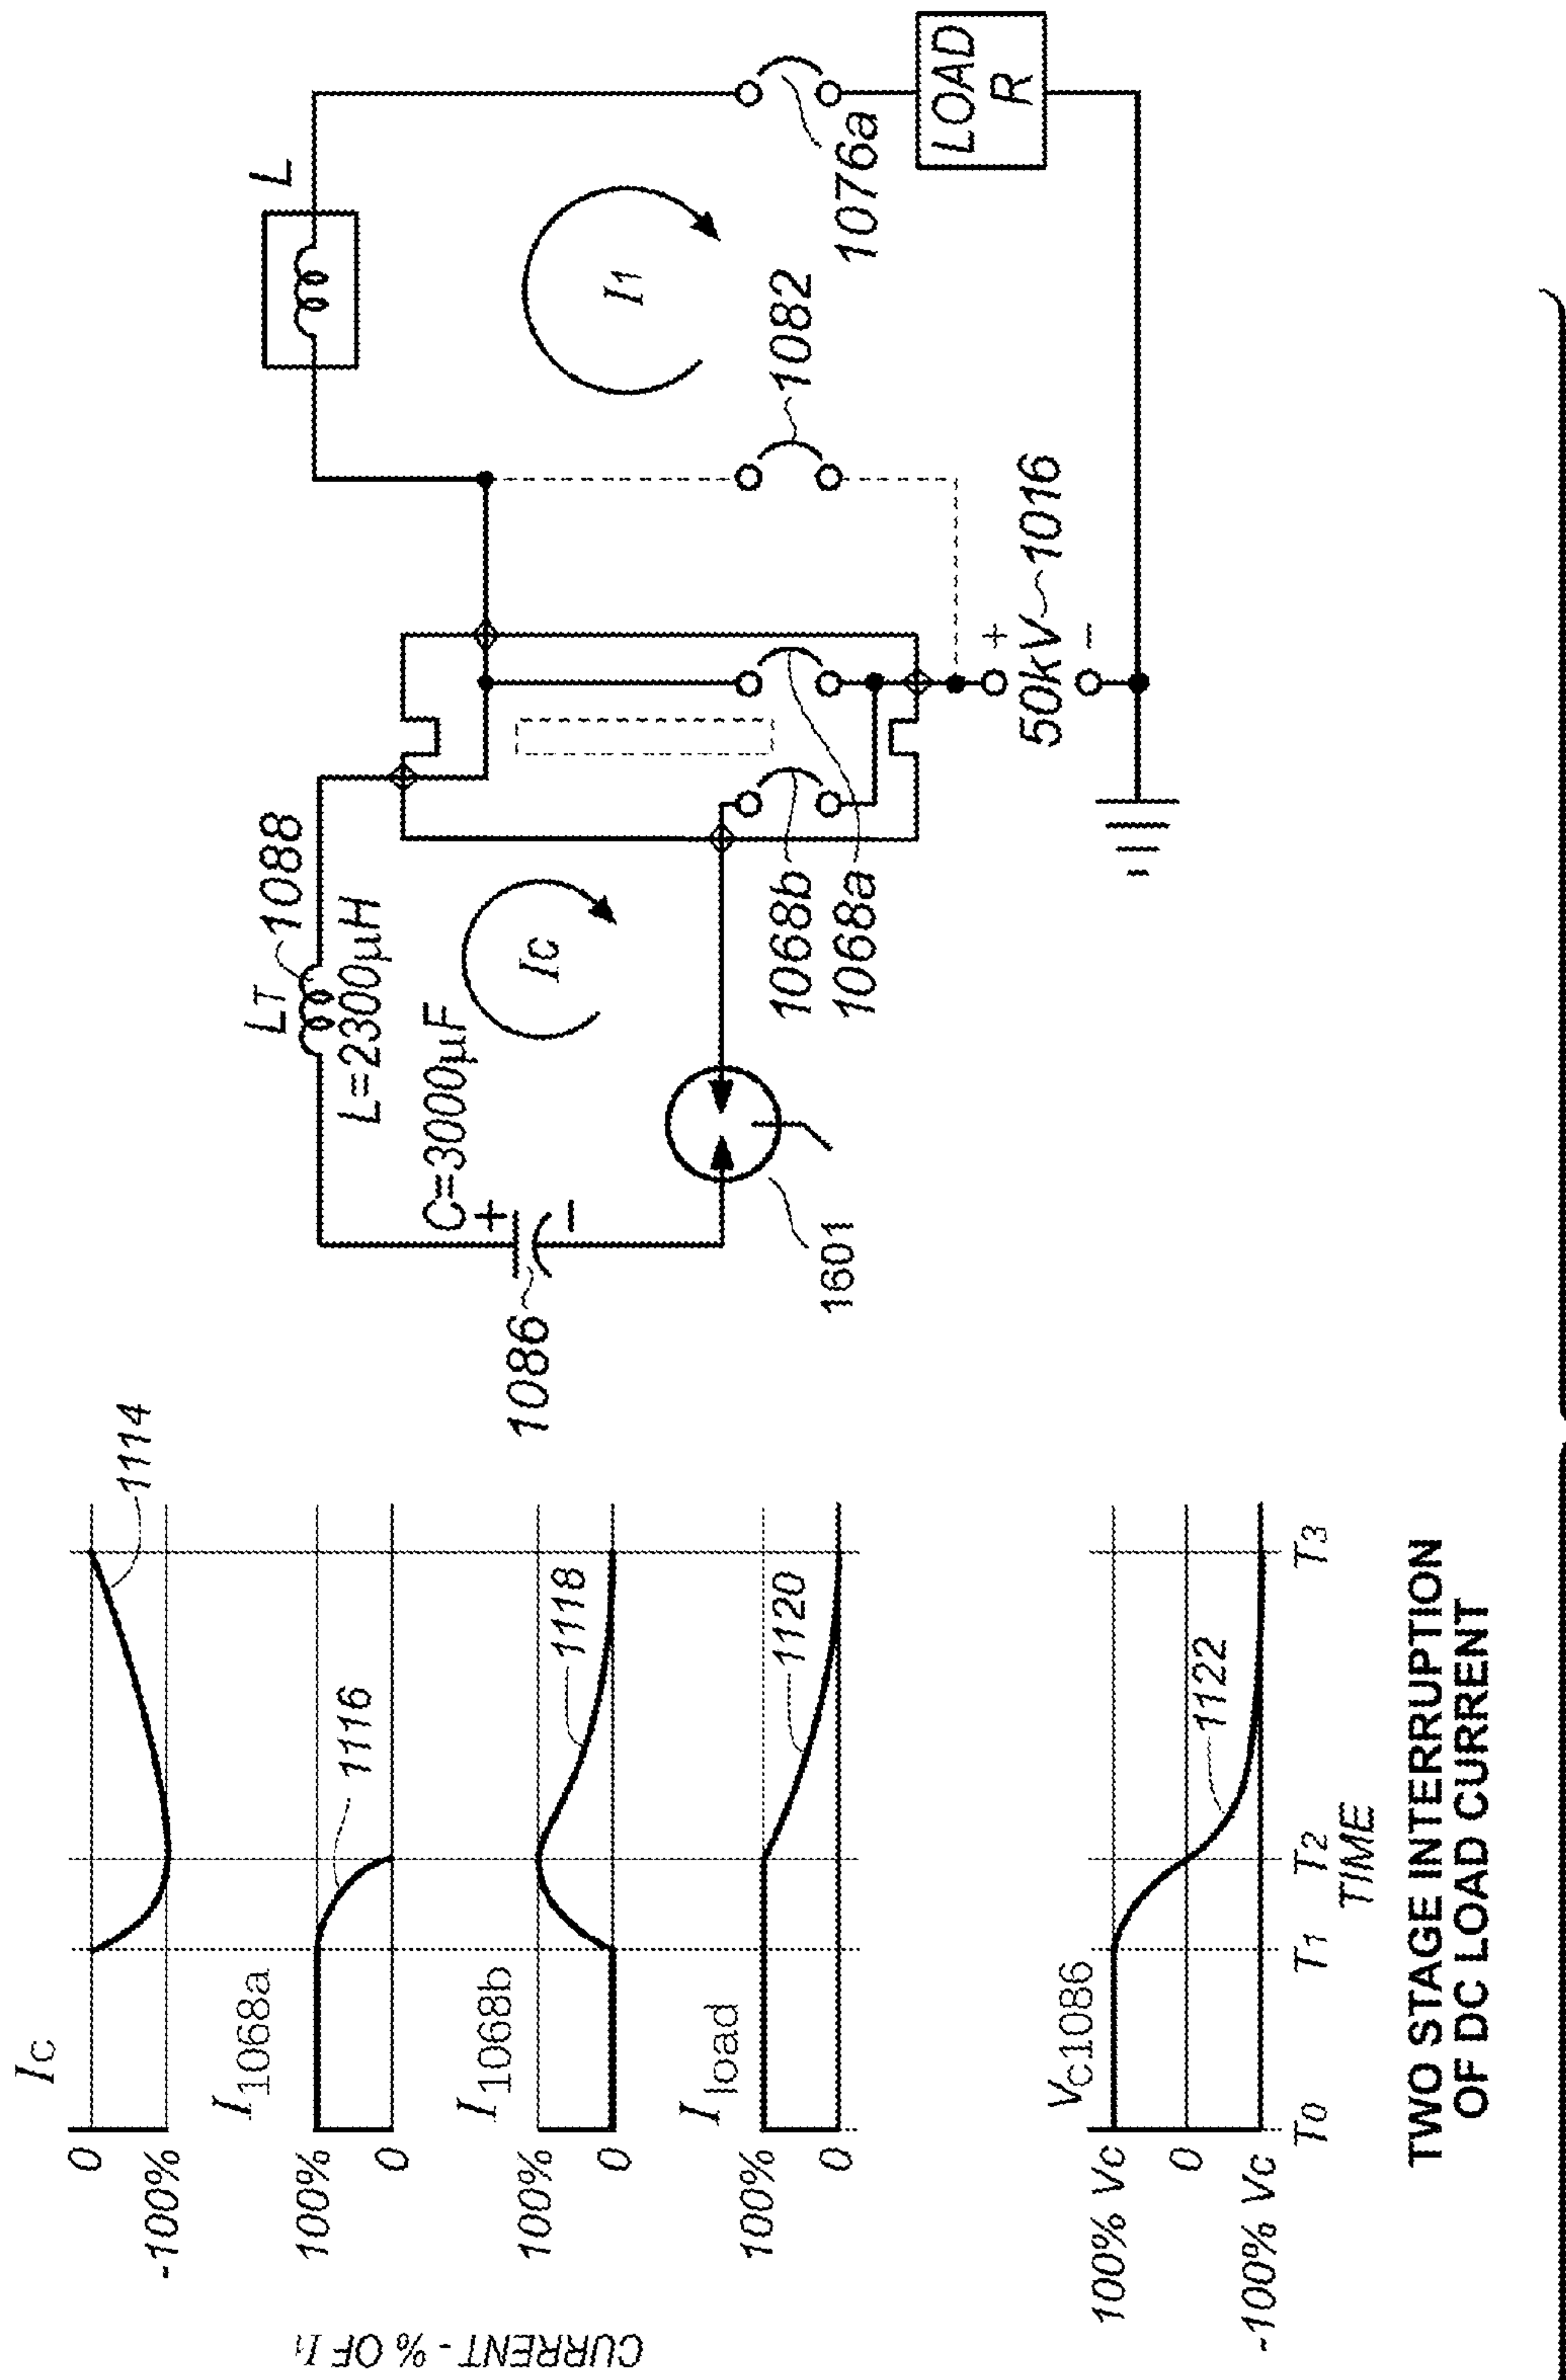 L
LT
1088
L=2300µH
C=3000µF
+
−
1086
IC
I1
1601
1068b
1068a
1082
1076a
LOAD
R
+
50kV
1016
−
IC
0
-100%
1114
I1068a
100%
0
1116
I1068b
100%
0
1118
Iload
100%
0
1120
CURRENT - % OF I1
VC1086
100% VC
0
-100% VC
1122
T0
T1
T2
T3
TIME
TWO STAGE INTERRUPTION
OF DC LOAD CURRENT